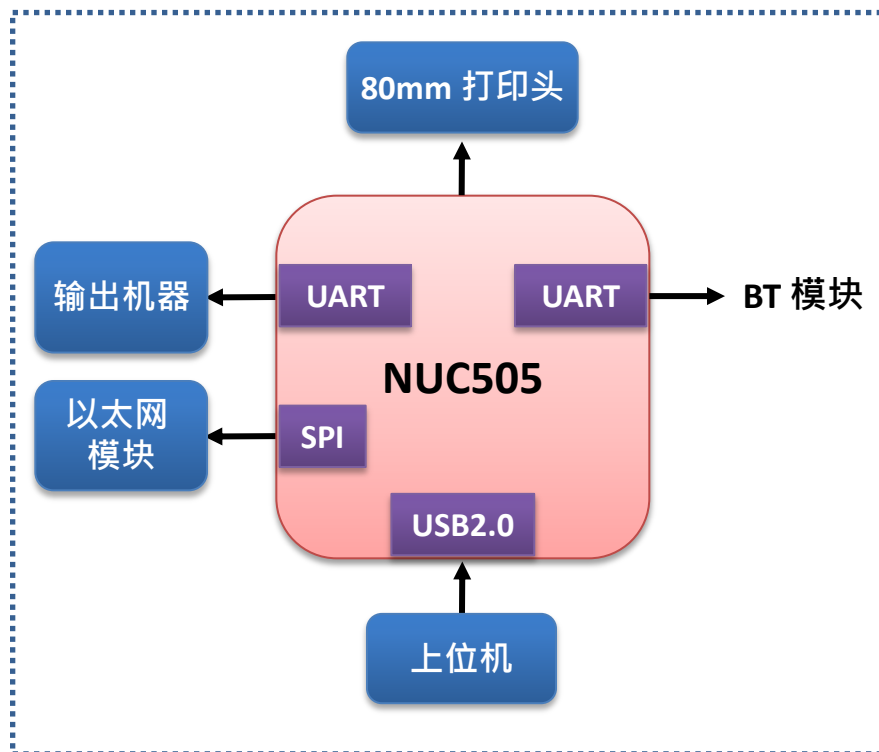 80mm 打印头
输出机器
UART
UART
BT 模块
NUC505
以太网
模块
SPI
USB2.0
上位机